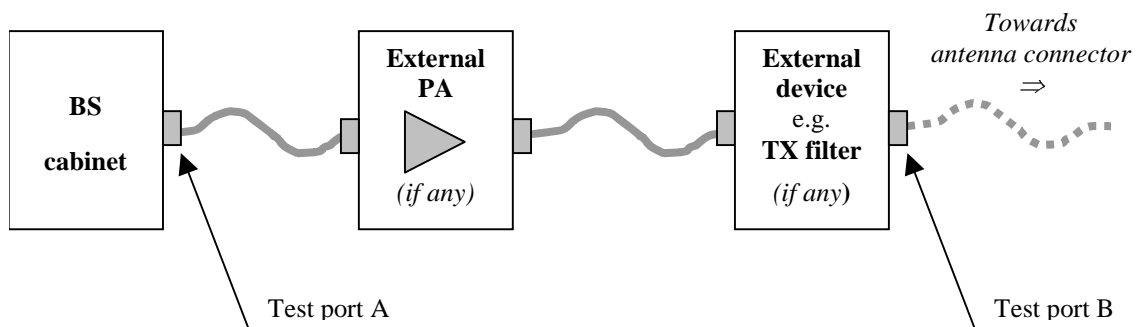 BS
cabinet
External
PA
(if any)
External
device
e.g.
TX filter
(if any)
Towards
antenna connector
⇒
Test port A
Test port B